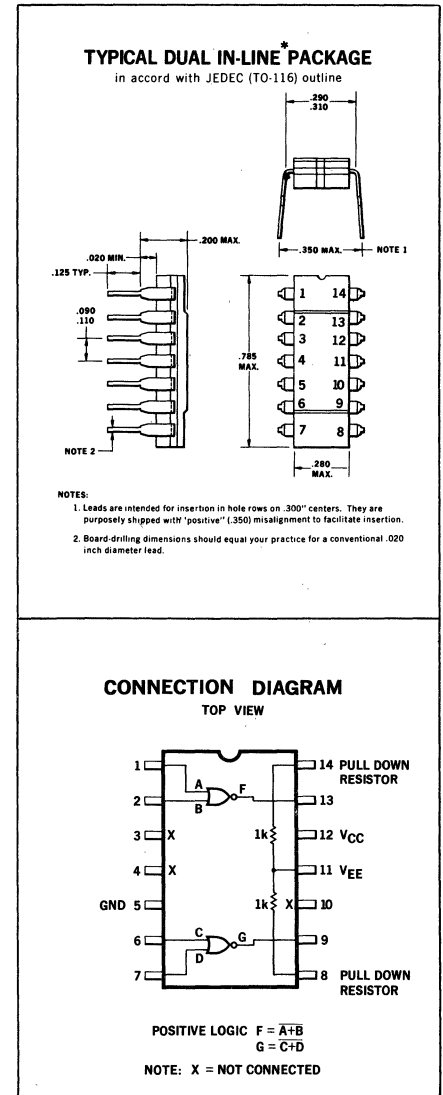 TYPICAL DUAL IN-LINE* PACKAGE
in accord with JEDEC (TO-116) outline
.290
.310
.350 MAX.
NOTE 1
.200 MAX.
.020 MIN.
.125 TYP.
.090
.110
NOTE 2
.785
MAX.
1 14
2 13
3 12
4 11
5 10
6 9
7 8
.280
MAX.
NOTES:
1. Leads are intended for insertion in hole rows on .300" centers. They are
purposely shipped with 'positive" (.350) misalignment to facilitate insertion.
2. Board-drilling dimensions should equal your practice for a conventional .020
inch diameter lead.
CONNECTION DIAGRAM
TOP VIEW
1 14 PULL DOWN
RESISTOR
A F
2 B 13
3 X 1k 12 VCC
4 X 11 VEE
GND 5 1k X 10
6 C G 9
D
7 8 PULL DOWN
RESISTOR
POSITIVE LOGIC F = A̅+̅B̅
G = C̅+̅D̅
NOTE: X = NOT CONNECTED